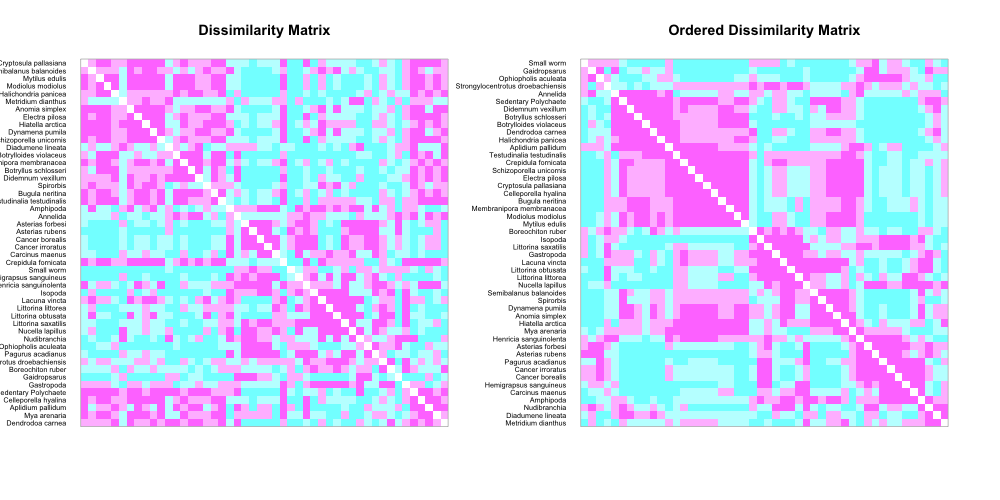 Dissimilarity Matrix
Cryptosula pallasiana
nibalanus balanoides
Mytilus edulis
Modiolus modiolus
Halichondria panicea
Metridium dianthus
Anomia simplex
Electra pilosa
Hiatella arctica
Dynamena pumila
chizoporella unicornis
Diadumene lineata
otrylloides violaceus
nipora membranacea
Botryllus schlosseri
Didemnum vexillum
Spirorbis
Bugula neritina
studinalia testudinalis
Amphipoda
Annelida
Asterias forbesi
Asterias rubens
Cancer borealis
Cancer irroratus
Carcinus maenus
Crepidula fornicata
Small worm
igrapsus sanguineus
enricia sanguinolenta
Isopoda
Lacuna vincta
Littorina littorea
Littorina obtusata
Littorina saxatilis
Nucella lapillus
Nudibranchia
Ophiopholis aculeata
Pagurus acadianus
rotus droebachiensis
Boreochiton ruber
Gaidropsarus
Gastropoda
edentary Polychaete
Celleporella hyalina
Aplidium pallidum
Mya arenaria
Dendrodoa carnea
Ordered Dissimilarity Matrix
Small worm
Gaidropsarus
Ophiopholis aculeata
Strongylocentrotus droebachiensis
Annelida
Sedentary Polychaete
Didemnum vexillum
Botryllus schlosseri
Botrylloides violaceus
Dendrodoa carnea
Halichondria panicea
Aplidium pallidum
Testudinalia testudinalis
Crepidula fornicata
Schizoporella unicornis
Electra pilosa
Cryptosula pallasiana
Celleporella hyalina
Bugula neritina
Membranipora membranacea
Modiolus modiolus
Mytilus edulis
Boreochiton ruber
Isopoda
Littorina saxatilis
Gastropoda
Lacuna vincta
Littorina obtusata
Littorina littorea
Nucella lapillus
Semibalanus balanoides
Spirorbis
Dynamena pumila
Anomia simplex
Hiatella arctica
Mya arenaria
Henricia sanguinolenta
Asterias forbesi
Asterias rubens
Pagurus acadianus
Cancer irroratus
Cancer borealis
Hemigrapsus sanguineus
Carcinus maenus
Amphipoda
Nudibranchia
Diadumene lineata
Metridium dianthus